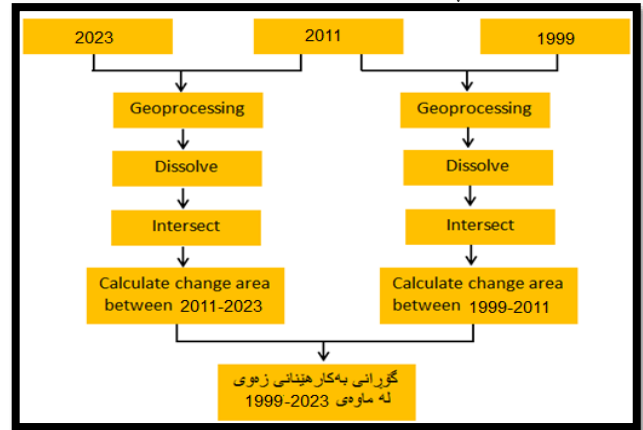 2023
2011
1999
Geoprocessing
Geoprocessing
Dissolve
Dissolve
Intersect
Intersect
Calculate change area
between 2011-2023
Calculate change area
between 1999-2011
گۆڕانی بەکارهێنانی زەوی
لە ماوەی 2023-1999